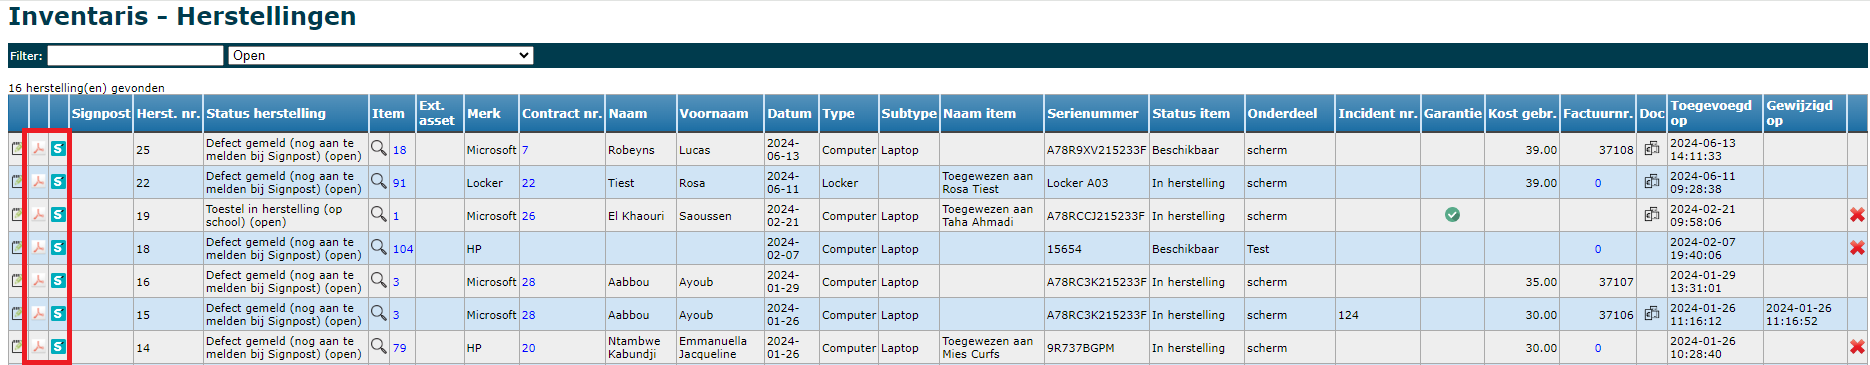 Inventaris - Herstellingen
Filter: Open
16 herstelling(en) gevonden
Signpost Herst. nr. Status herstelling Item Ext. asset Merk Contract nr. Naam Voornaam Datum Type Subtype Naam item Serienummer Status item Onderdeel Incident nr. Garantie Kost gebr. Factuurnr. Doc Toegevoegd op Gewijzigd op
25 Defect gemeld (nog aan te melden bij Signpost) (open) 18 Microsoft 7 Robeyns Lucas 2024-06-13 Computer Laptop A78R9XV215233F Beschikbaar scherm 39.00 37108 2024-06-13 14:11:33
22 Defect gemeld (nog aan te melden bij Signpost) (open) 91 Locker 22 Tiest Rosa 2024-06-11 Locker Toegewezen aan Rosa Tiest Locker A03 In herstelling scherm 39.00 0 2024-06-11 09:28:38
19 Toestel in herstelling (op school) (open) 1 Microsoft 26 El Khaouri Saoussen 2024-02-21 Computer Laptop Toegewezen aan Taha Ahmadi A78RCCJ215233F In herstelling scherm 2024-02-21 09:58:06
18 Defect gemeld (nog aan te melden bij Signpost) (open) 104 HP 2024-02-07 Computer Laptop 15654 Beschikbaar Test 0 2024-02-07 19:40:06
16 Defect gemeld (nog aan te melden bij Signpost) (open) 3 Microsoft 28 Aabbou Ayoub 2024-01-29 Computer Laptop A78RC3K215233F In herstelling scherm 35.00 37107 2024-01-29 13:31:01
15 Defect gemeld (nog aan te melden bij Signpost) (open) 3 Microsoft 28 Aabbou Ayoub 2024-01-26 Computer Laptop A78RC3K215233F In herstelling scherm 124 30.00 37106 2024-01-26 11:16:12 2024-01-26 11:16:52
14 Defect gemeld (nog aan te melden bij Signpost) (open) 79 HP 20 Ntambwe Kabundji Emmanuella Jacqueline 2024-01-26 Computer Laptop Toegewezen aan Mies Curfs 9R737BGPM In herstelling scherm 30.00 0 2024-01-26 10:28:40